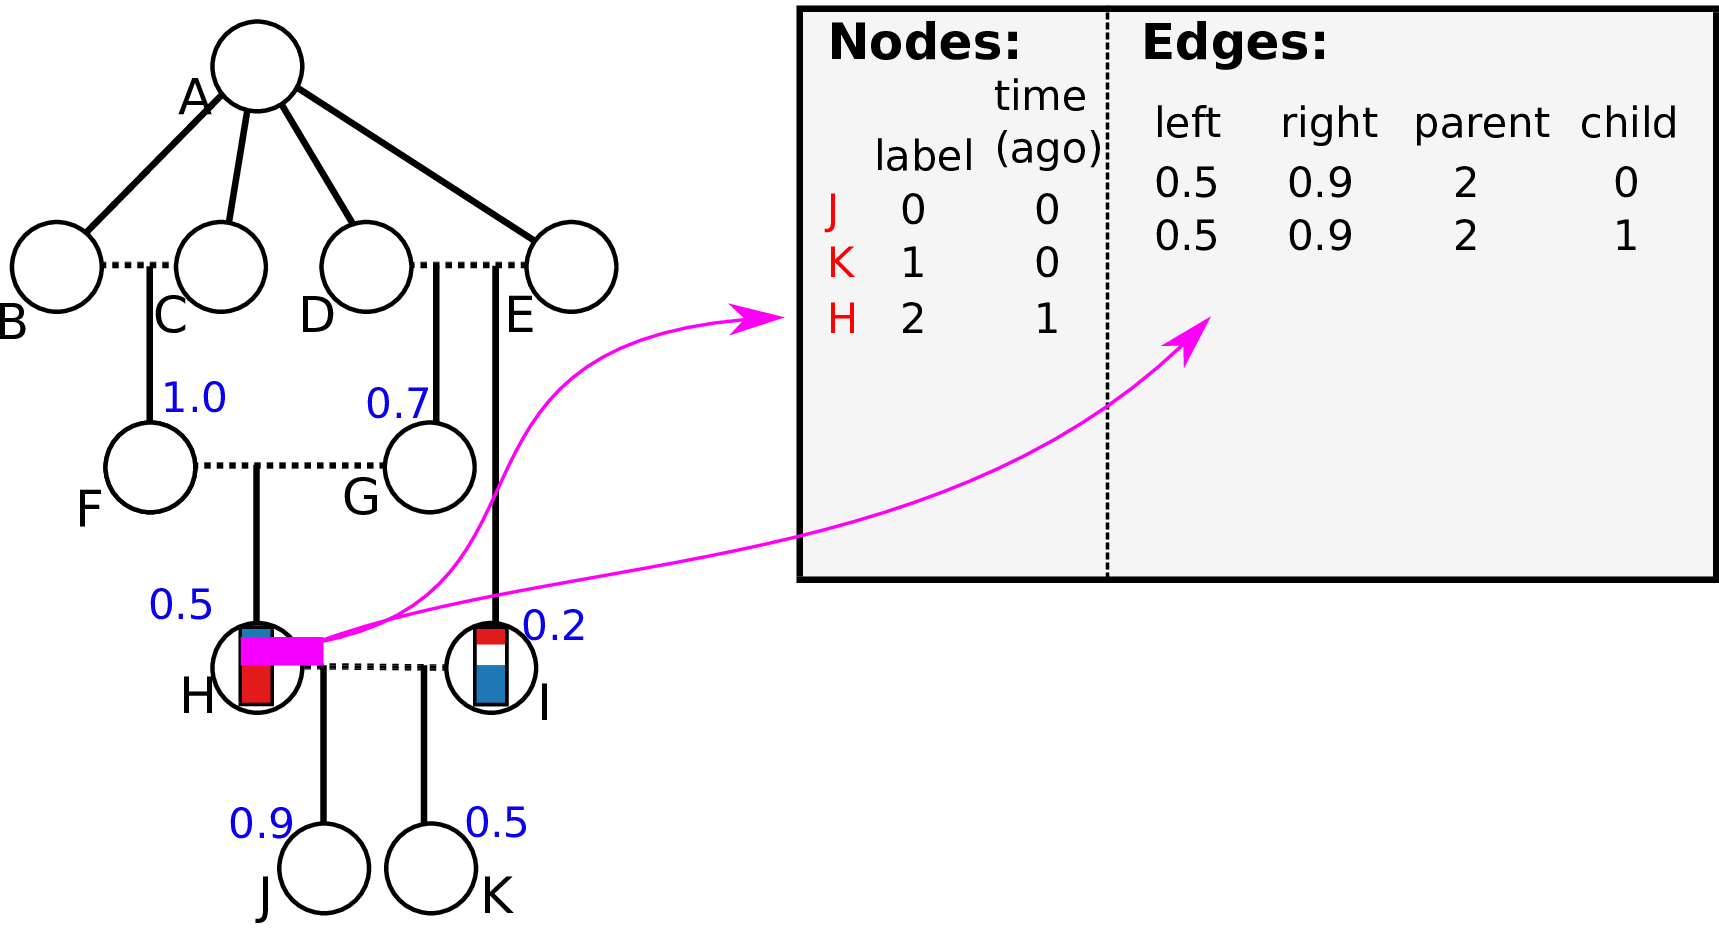 A
B
C
D
E
1.0
0.7
F
G
0.5
0.2
H
I
0.9
0.5
J
K
Nodes:
time
label (ago)
J 0 0
K 1 0
H 2 1
Edges:
left right parent child
0.5 0.9 2 0
0.5 0.9 2 1